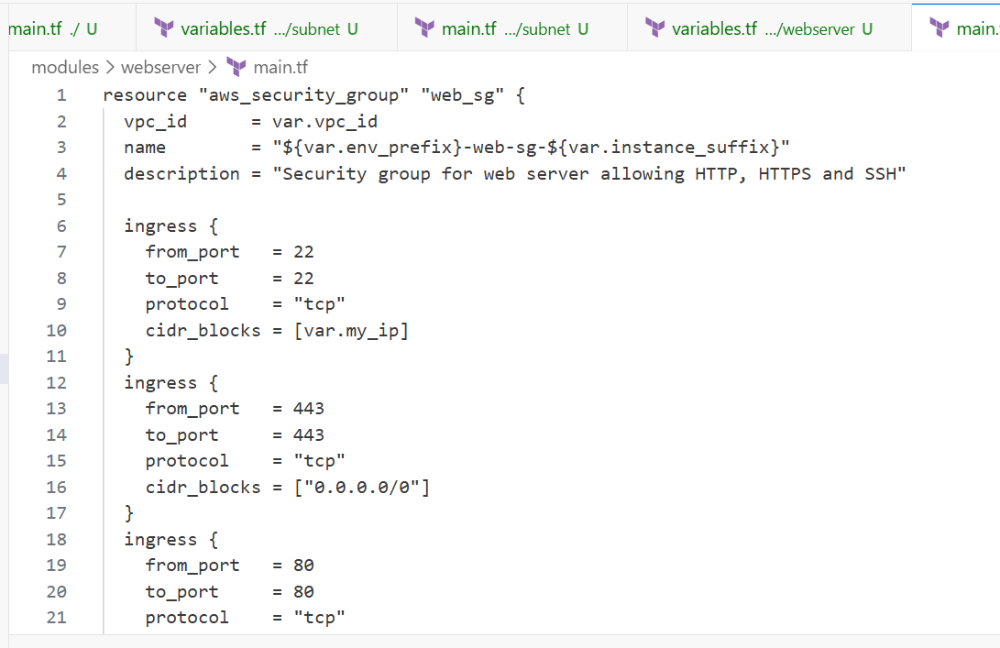 main.tf ./ U variables.tf .../subnet U main.tf .../subnet U variables.tf .../webserver U main.
modules > webserver > main.tf
1 resource "aws_security_group" "web_sg" {
2 vpc_id = var.vpc_id
3 name = "${var.env_prefix}-web-sg-${var.instance_suffix}"
4 description = "Security group for web server allowing HTTP, HTTPS and SSH"
5
6 ingress {
7 from_port = 22
8 to_port = 22
9 protocol = "tcp"
10 cidr_blocks = [var.my_ip]
11 }
12 ingress {
13 from_port = 443
14 to_port = 443
15 protocol = "tcp"
16 cidr_blocks = ["0.0.0.0/0"]
17 }
18 ingress {
19 from_port = 80
20 to_port = 80
21 protocol = "tcp"